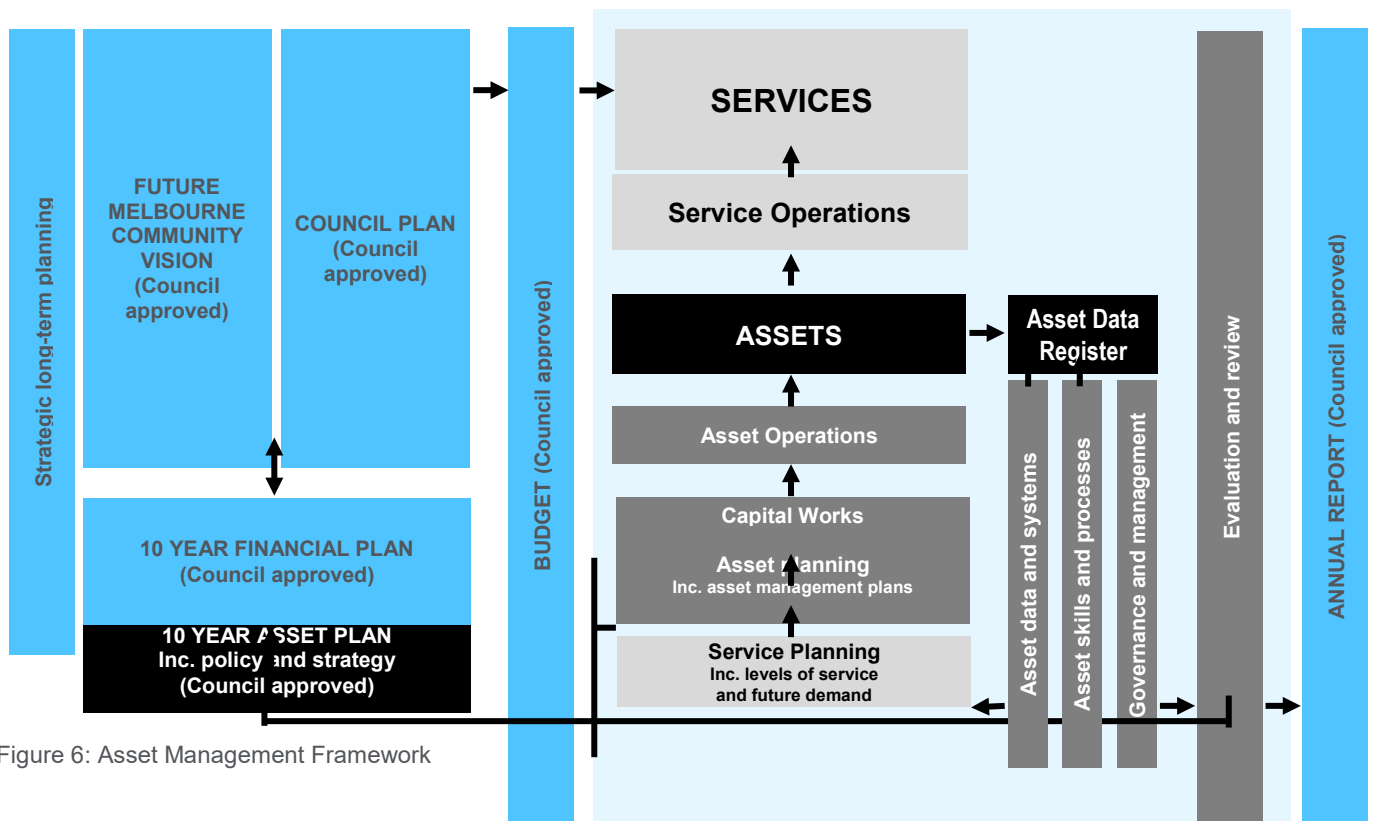 Strategic long-term planning
FUTURE
MELBOURNE
COMMUNITY
VISION
(Council
approved)
COUNCIL PLAN
(Council
approved)
10 YEAR FINANCIAL PLAN
(Council approved)
10 YEAR ASSET PLAN
Inc. policy and strategy
(Council approved)
BUDGET (Council approved)
SERVICES
Service Operations
ASSETS
Asset Operations
Capital Works
Asset planning
Inc. asset management plans
Service Planning
Inc. levels of service
and future demand
Asset Data
Register
Asset data and systems
Asset skills and processes
Governance and management
Evaluation and review
ANNUAL REPORT (Council approved)
Figure 6: Asset Management Framework